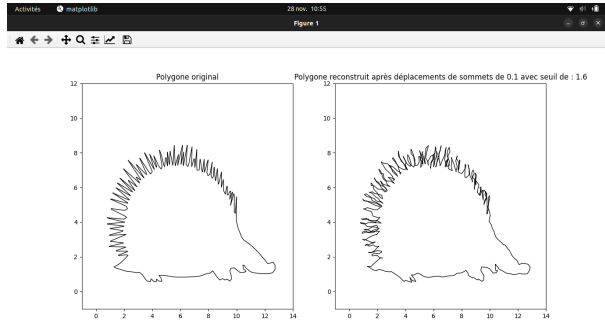 Activités matplotlib 28 nov. 10:55
Figure 1
Polygone original
Polygone reconstruit après déplacements de sommets de 0.1 avec seuil de : 1.6
12 12
10 10
8 8
6 6
4 4
2 2
0 0
0 2 4 6 8 10 12 14 0 2 4 6 8 10 12 14